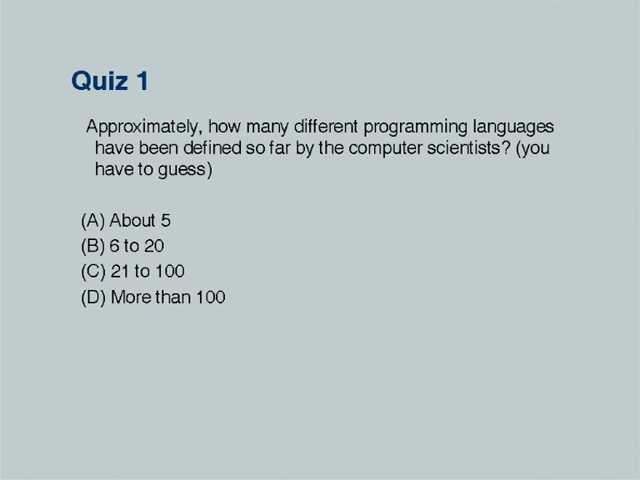 Quiz 1
Approximately, how many different programming languages
have been defined so far by the computer scientists? (you
have to guess)
(A) About 5
(B) 6 to 20
(C) 21 to 100
(D) More than 100